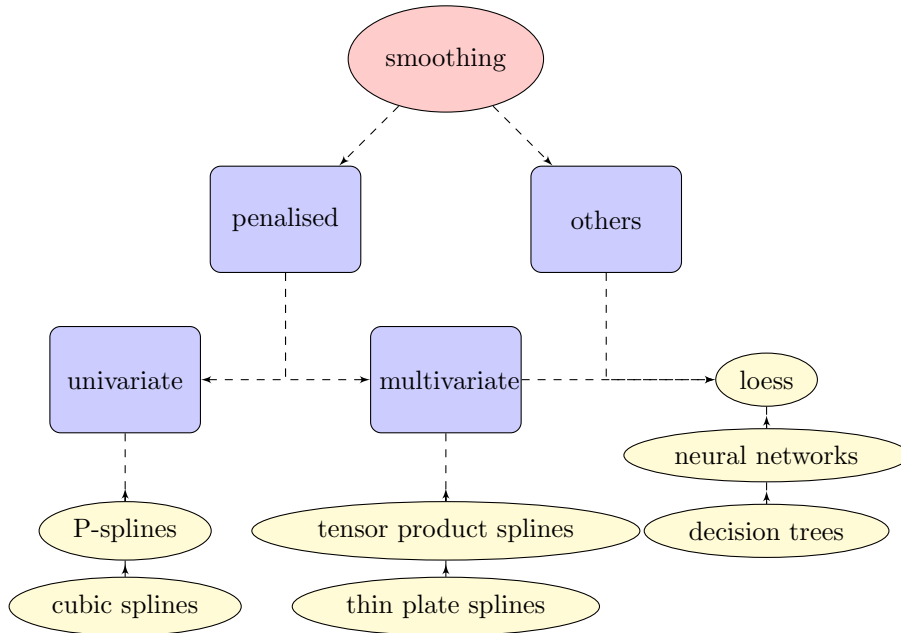 smoothing
penalised
others
univariate
multivariate
loess
neural networks
P-splines
tensor product splines
decision trees
cubic splines
thin plate splines